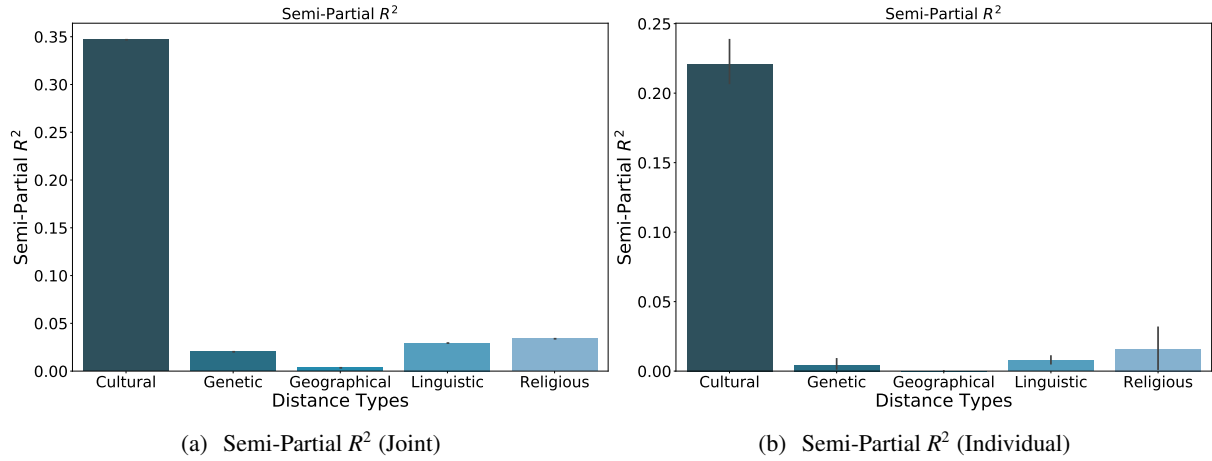 Semi-Partial R²
Semi-Partial R²
0.35
0.30
0.25
0.20
0.15
0.10
0.05
0.00
Cultural Genetic Geographical Linguistic Religious
Distance Types
(a) Semi-Partial R² (Joint)
Semi-Partial R²
Semi-Partial R²
0.25
0.20
0.15
0.10
0.05
0.00
Cultural Genetic Geographical Linguistic Religious
Distance Types
(b) Semi-Partial R² (Individual)